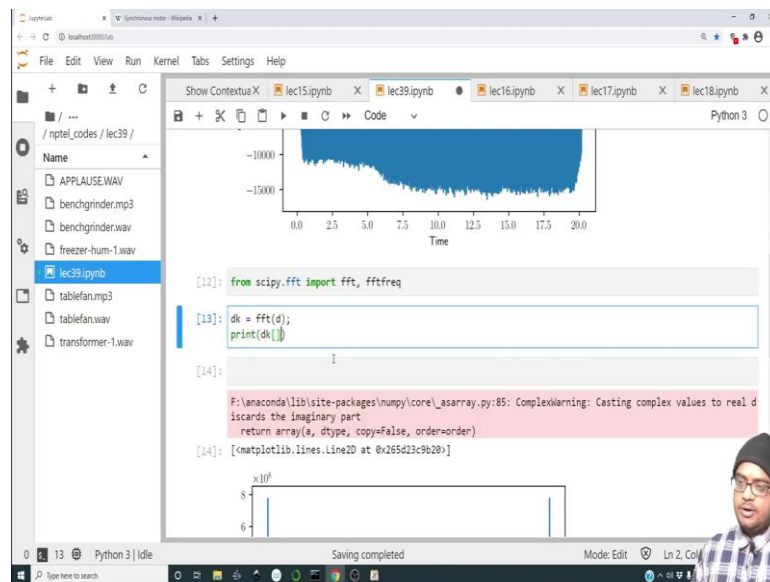 JupyterLab Synchronous motor - Wikipedia
localhost:8888/lab
File Edit View Run Kernel Tabs Settings Help
Show Contextua lec15.ipynb lec39.ipynb lec16.ipynb lec17.ipynb lec18.ipynb
Code Python 3
/ nptel_codes / lec39 /
Name
APPLAUSE.WAV
benchgrinder.mp3
benchgrinder.wav
freezer-hum-1.wav
lec39.ipynb
tablefan.mp3
tablefan.wav
transformer-1.wav
−10000
−15000
0.0 2.5 5.0 7.5 10.0 12.5 15.0 17.5 20.0
Time
[12]: from scipy.fft import fft, fftfreq
[13]: dk = fft(d);
print(dk[])
[14]:
F:\anaconda\lib\site-packages\numpy\core\_asarray.py:85: ComplexWarning: Casting complex values to real d
iscards the imaginary part
return array(a, dtype, copy=False, order=order)
[14]: [<matplotlib.lines.Line2D at 0x265d23c9b20>]
×10⁸
8
6
0 13 Python 3 | Idle Saving completed Mode: Edit Ln 2, Col
Type here to search